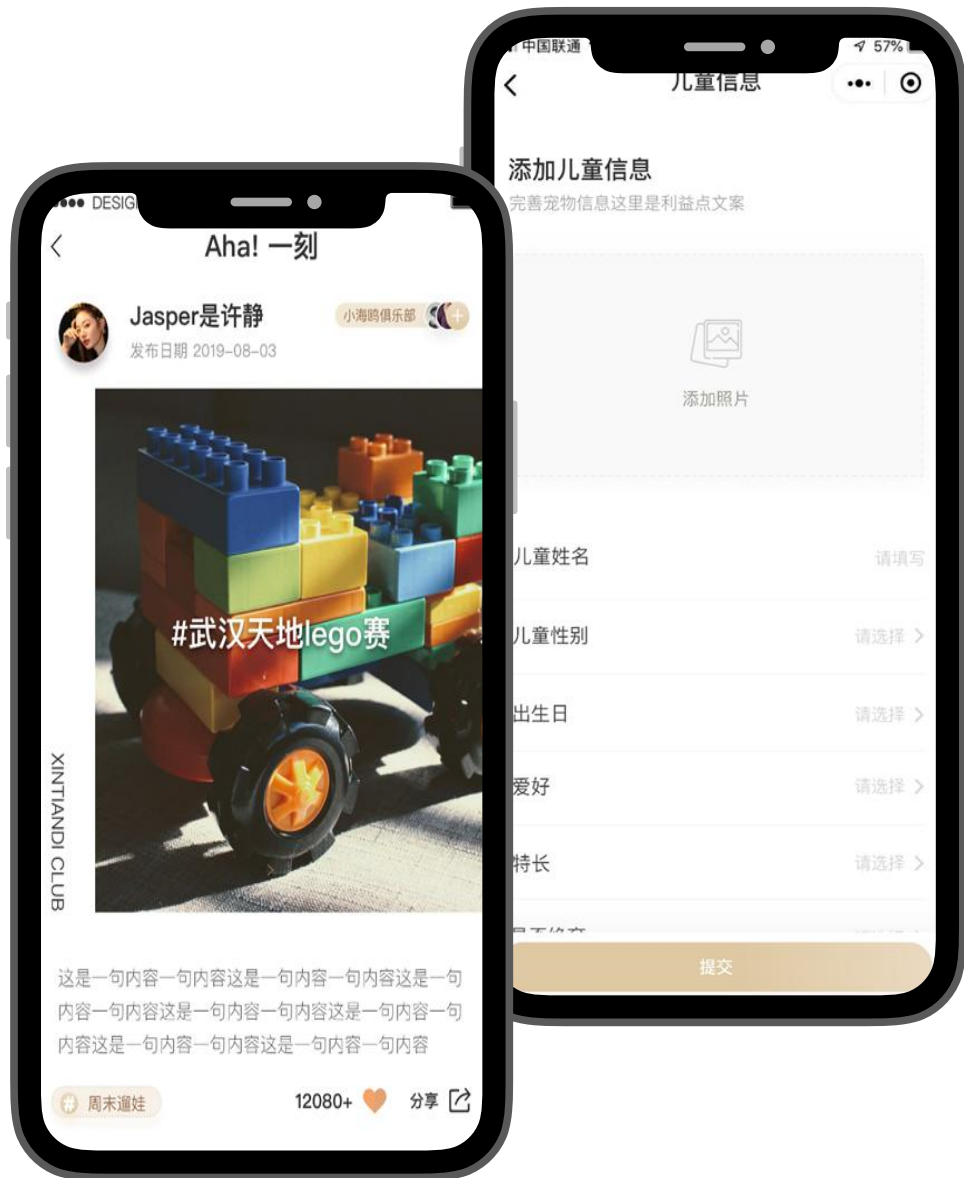 DESIG
Aha! 一刻
Jasper是许静
小海鸥俱乐部
发布日期 2019-08-03
#武汉天地lego赛
XINTIANDI CLUB
这是一句内容一句内容这是一句内容一句内容这是一句
内容一句内容这是一句内容一句内容这是一句内容一句
内容这是一句内容一句内容这是一句内容一句内容
# 周末遛娃
12080+
分享
中国联通
57%
儿童信息
添加儿童信息
完善宠物信息这里是利益点文案
添加照片
儿童姓名 请填写
儿童性别 请选择
出生日 请选择
爱好 请选择
特长 请选择
提交